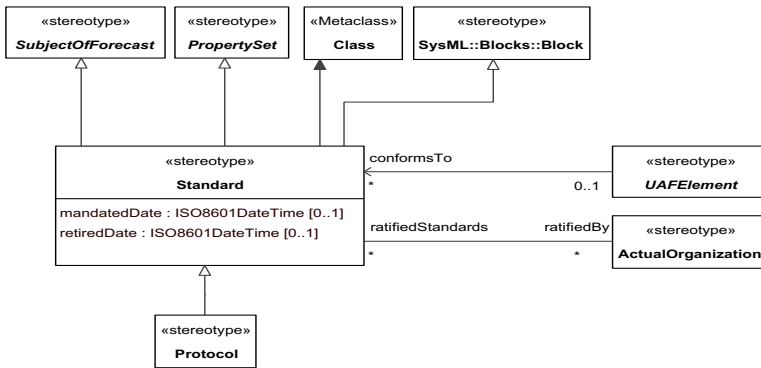 «stereotype»
SubjectOfForecast
«stereotype»
PropertySet
«Metaclass»
Class
«stereotype»
SysML::Blocks::Block
«stereotype»
Standard
mandatedDate : ISO8601DateTime [0..1]
retiredDate : ISO8601DateTime [0..1]
conformsTo
*
0..1
«stereotype»
UAFElement
ratifiedStandards
ratifiedBy
*
*
«stereotype»
ActualOrganization
«stereotype»
Protocol